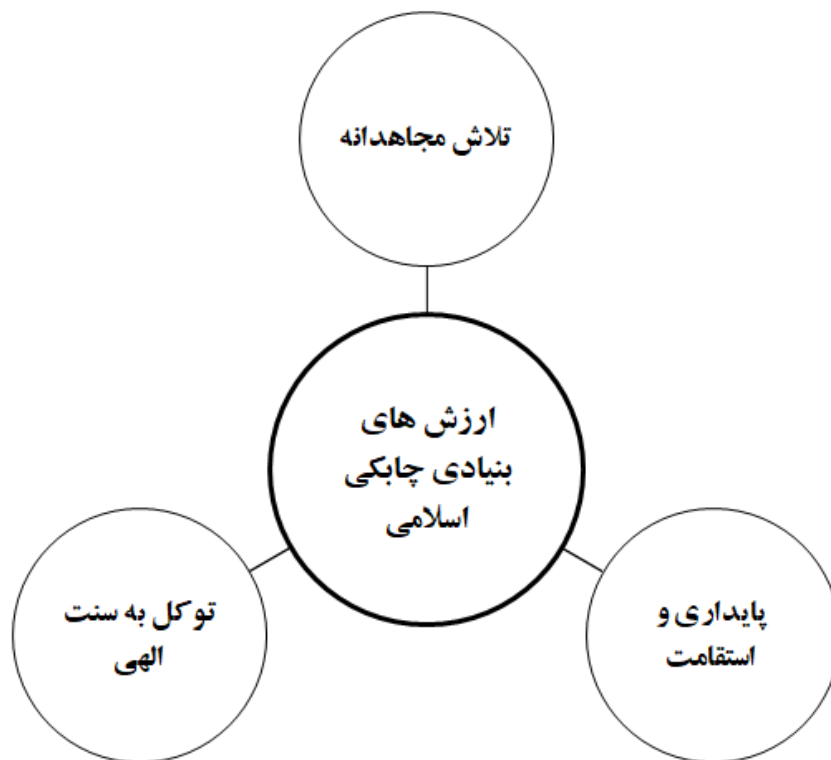 تلاش مجاهدانه
ارزش های
بنیادی چابکی
اسلامی
پایداری و
استقامت
توکل به سنت
الهی